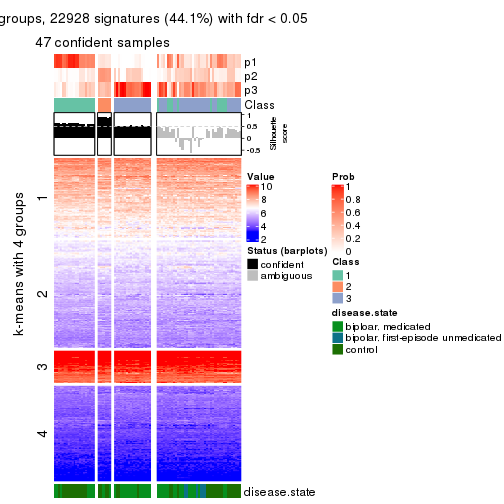 groups, 22928 signatures (44.1%) with fdr < 0.05
47 confident samples
p1
p2
p3
Class
1
0.5
0
-0.5
Silhouette
score
k-means with 4 groups
1
2
3
4
disease.state
Value
10
8
6
4
2
Status (barplots)
confident
ambiguous
Prob
1
0.8
0.6
0.4
0.2
0
Class
1
2
3
disease.state
biploar. medicated
bipolar. first-episode unmedicated
control